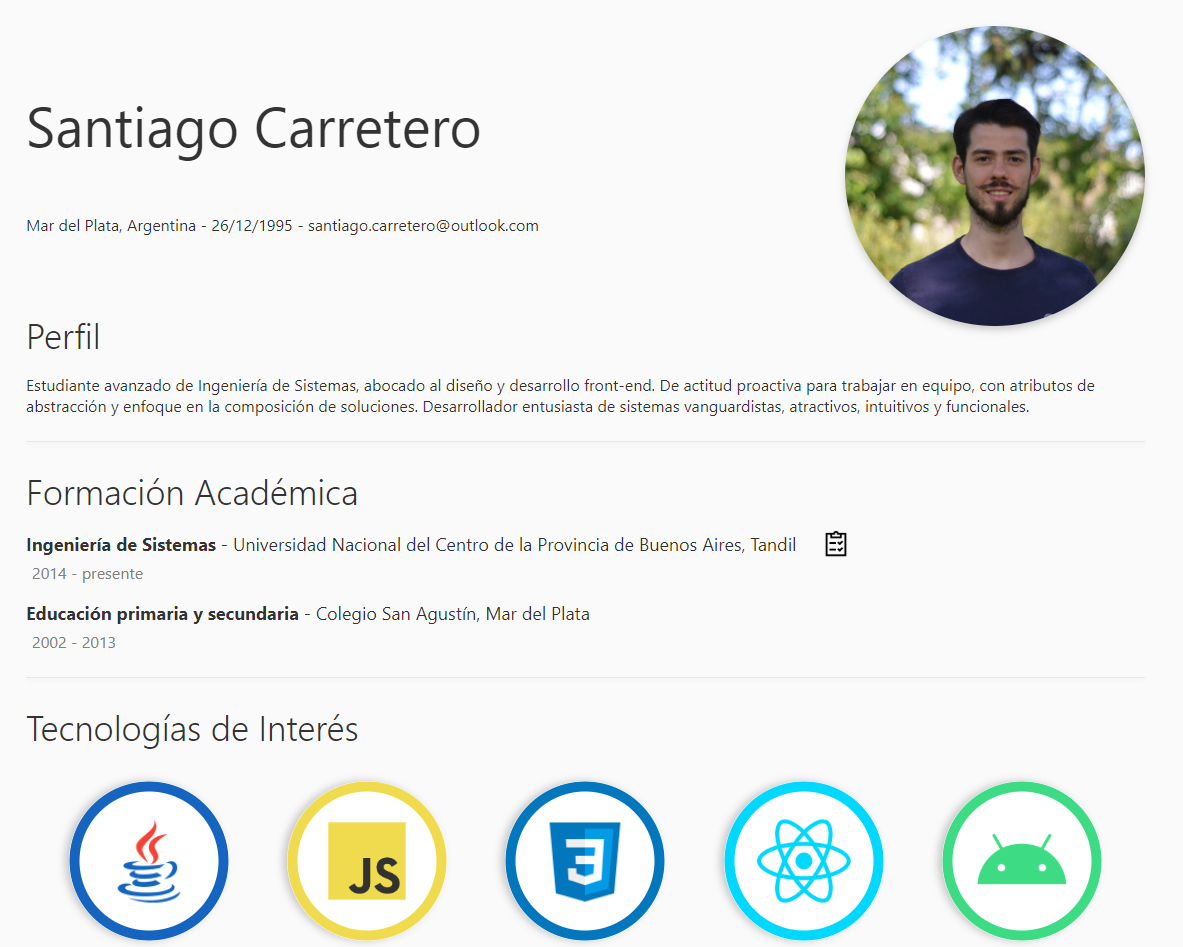 Santiago Carretero
Mar del Plata, Argentina - 26/12/1995 - santiago.carretero@outlook.com
Perfil
Estudiante avanzado de Ingeniería de Sistemas, abocado al diseño y desarrollo front-end. De actitud proactiva para trabajar en equipo, con atributos de
abstracción y enfoque en la composición de soluciones. Desarrollador entusiasta de sistemas vanguardistas, atractivos, intuitivos y funcionales.
Formación Académica
Ingeniería de Sistemas - Universidad Nacional del Centro de la Provincia de Buenos Aires, Tandil
2014 - presente
Educación primaria y secundaria - Colegio San Agustín, Mar del Plata
2002 - 2013
Tecnologías de Interés
JS 3